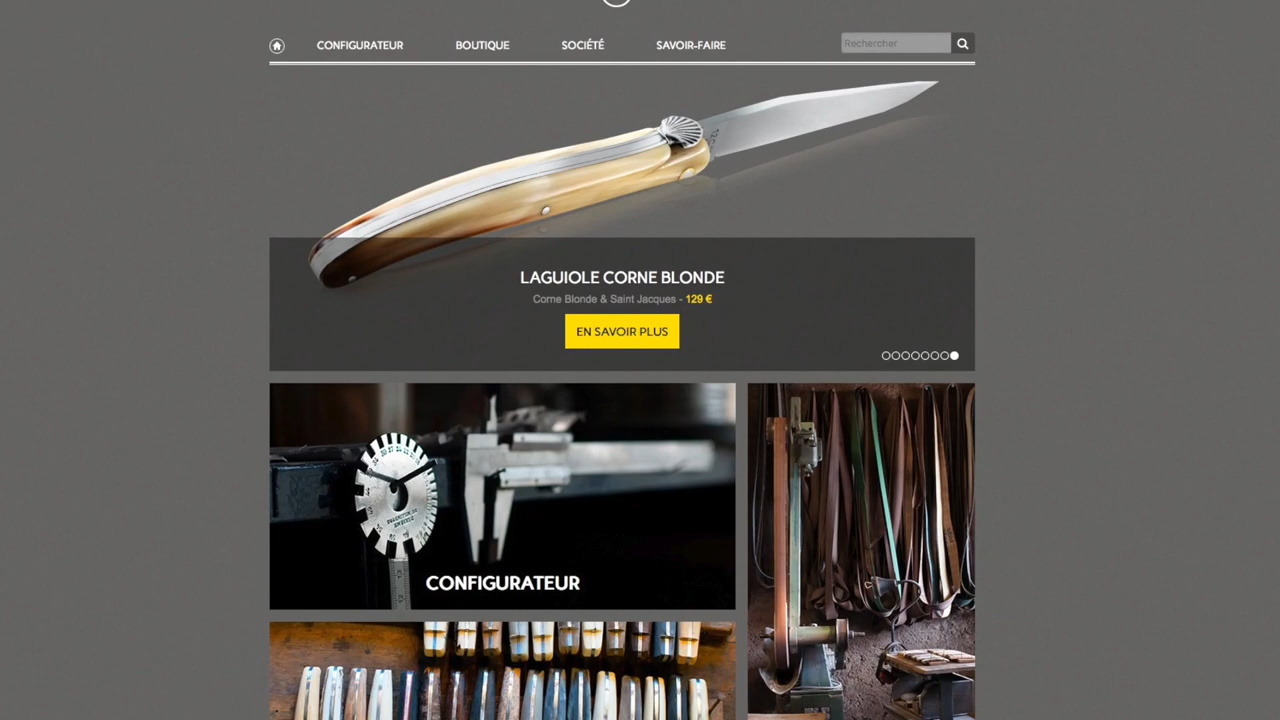 CONFIGURATEUR BOUTIQUE SOCIÉTÉ SAVOIR-FAIRE Rechercher
LAGUIOLE CORNE BLONDE
Corne Blonde & Saint Jacques - 129 €
EN SAVOIR PLUS
CONFIGURATEUR